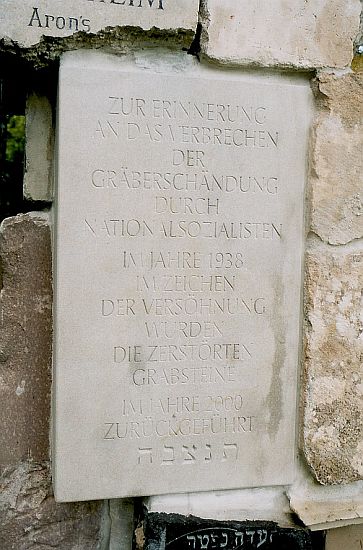 HEIM
Aron's
ZUR ERINNERUNG
AN DAS VERBRECHEN
DER
GRÄBERSCHÄNDUNG
DURCH
NATIONALSOZIALISTEN
IM JAHRE 1938
IM ZEICHEN
DER VERSÖHNUNG
WURDEN
DIE ZERSTÖRTEN
GRABSTEINE
IM JAHRE 2000
ZURÜCKGEFÜHRT
תנצבה